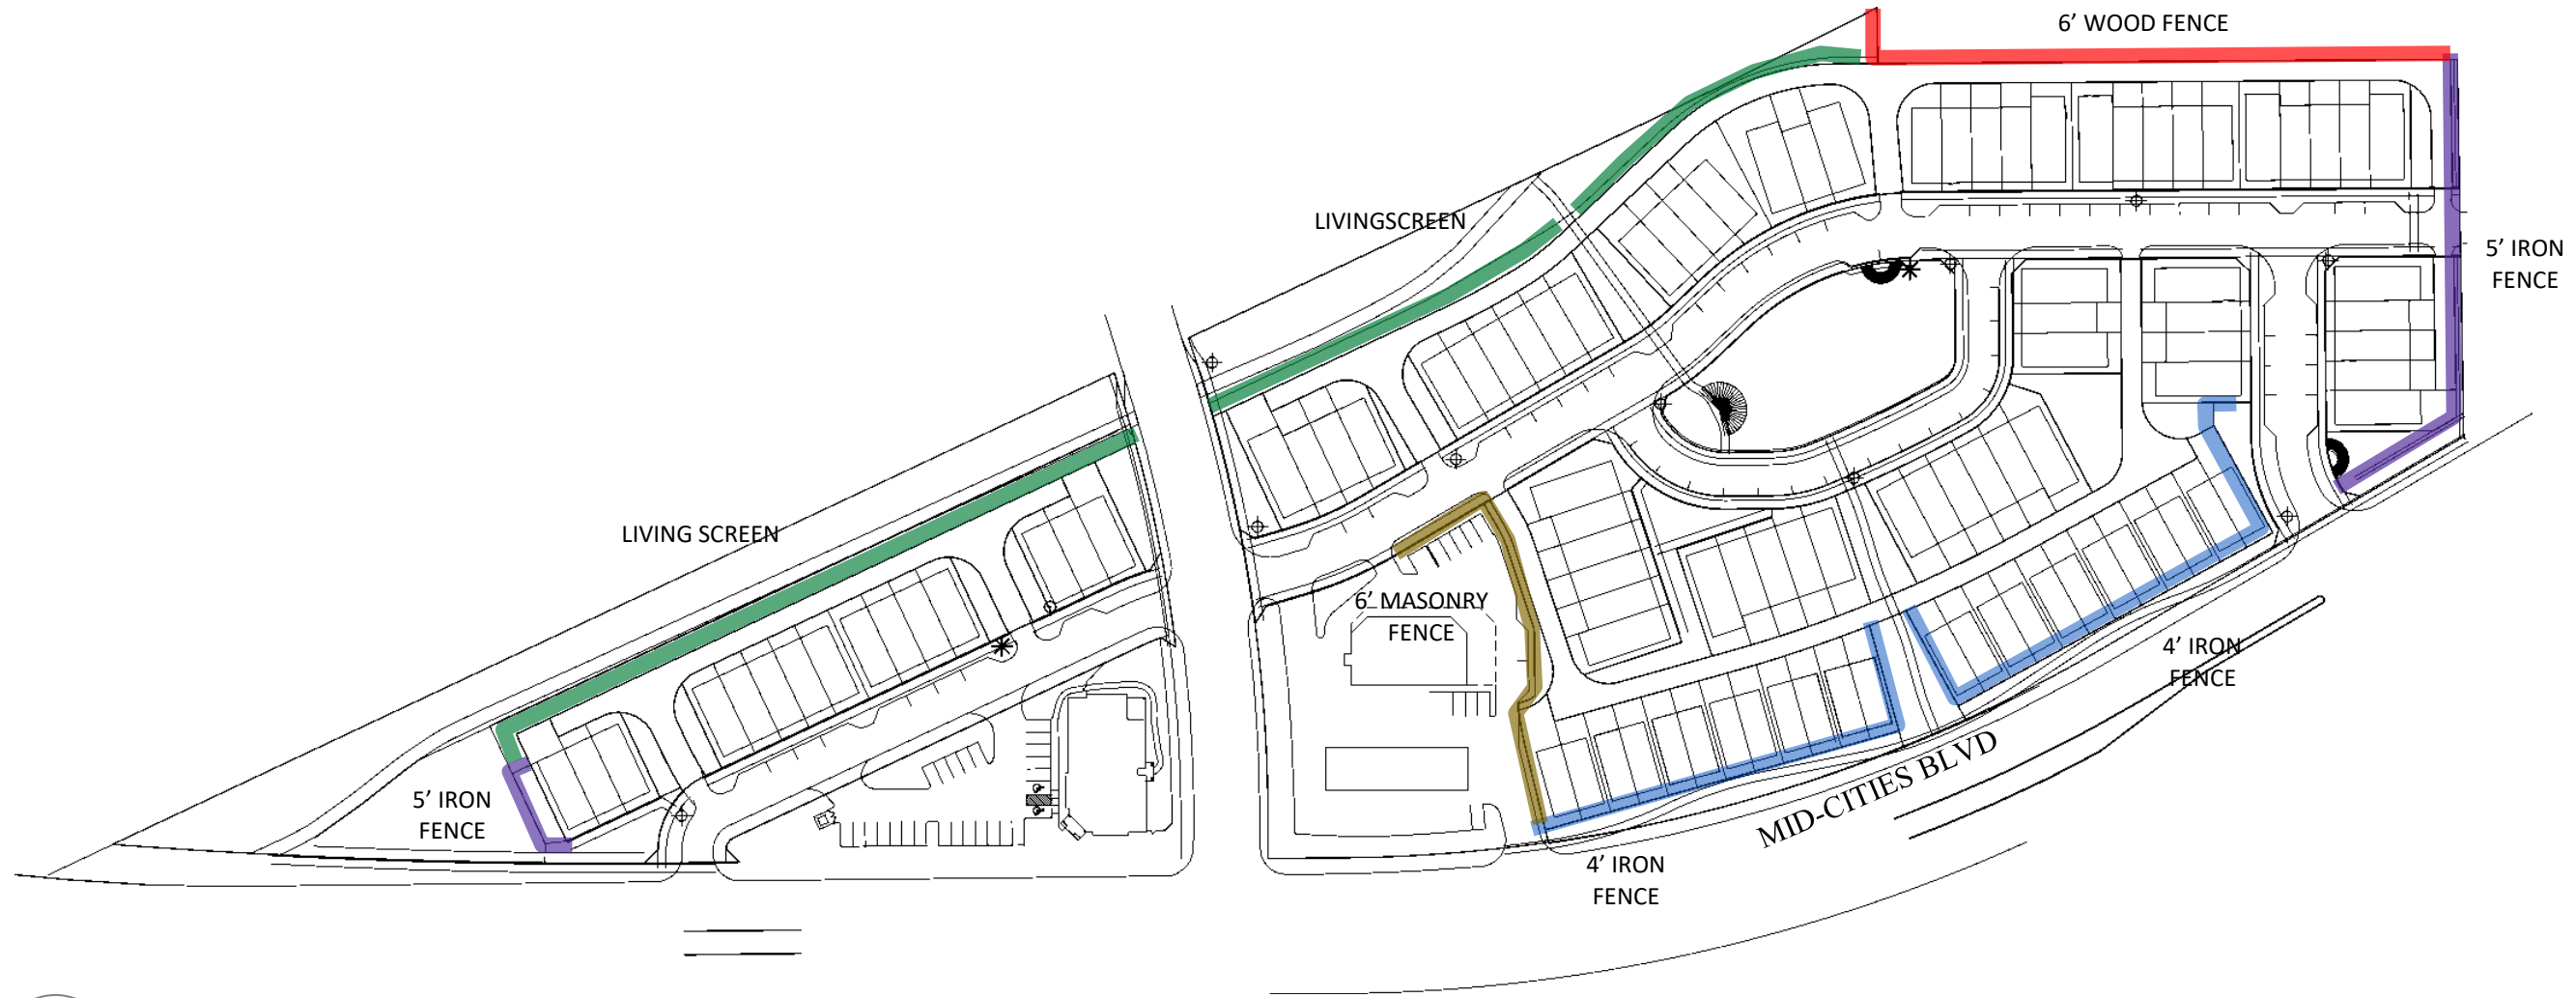 6’ WOOD FENCE
LIVINGSCREEN
5’ IRON
FENCE
LIVING SCREEN
6’ MASONRY
FENCE
4’ IRON
FENCE
MID-CITIES BLVD
5’ IRON
FENCE
4’ IRON
FENCE